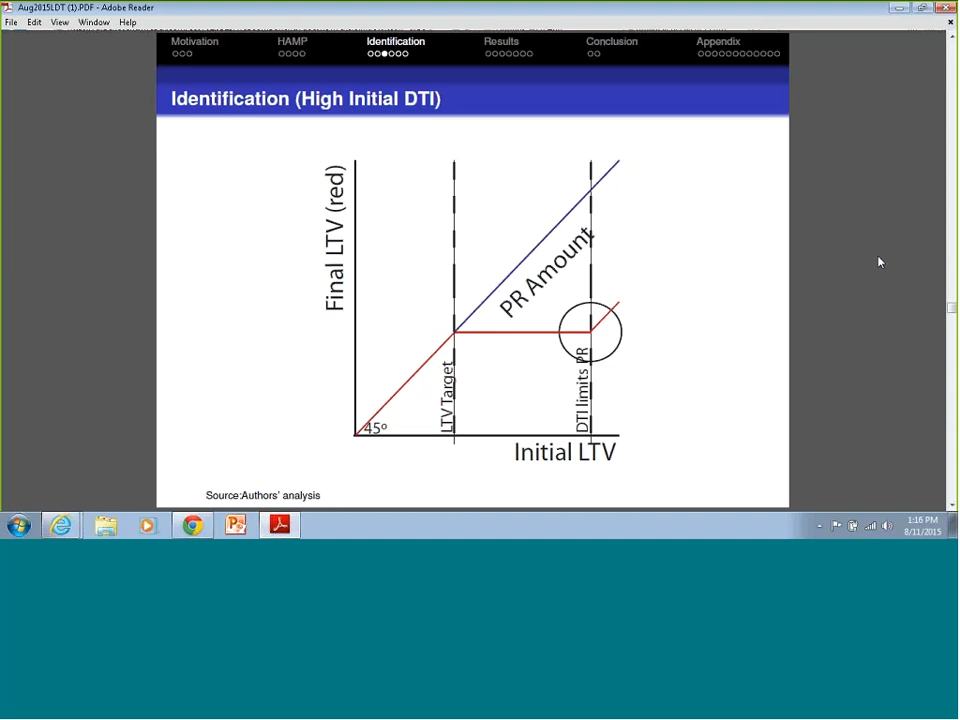 Aug2015LDT (1).PDF - Adobe Reader
File Edit View Window Help
Motivation HAMP Identification Results Conclusion Appendix
Identification (High Initial DTI)
Final LTV (red)
PR Amount
LTV Target
DTI limits PR
45º
Initial LTV
Source:Authors' analysis
1:16 PM
8/11/2015